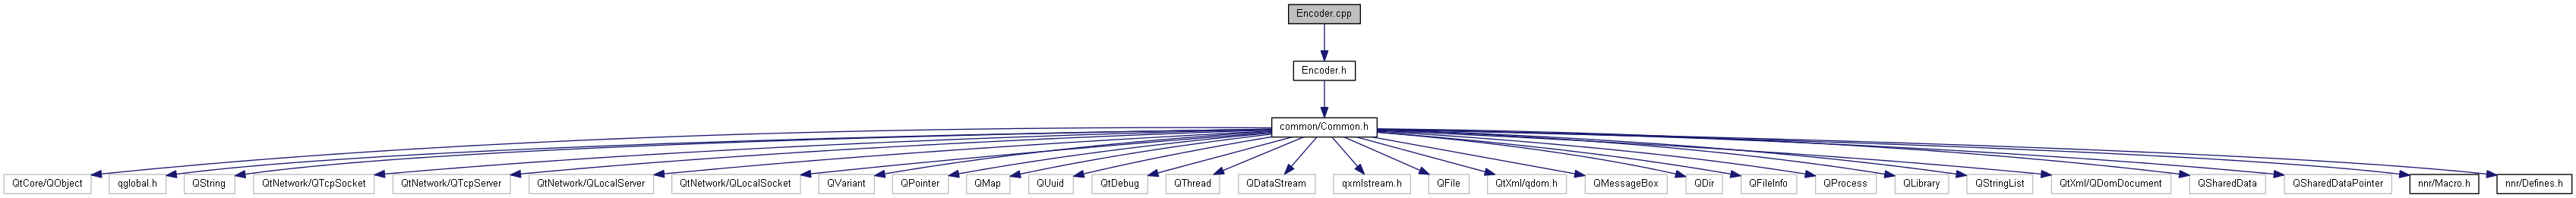 Encoder.cpp
Encoder.h
common/Common.h
QtCore/QObject
qglobal.h
QString
QtNetwork/QTcpSocket
QtNetwork/QTcpServer
QtNetwork/QLocalServer
QtNetwork/QLocalSocket
QVariant
QPointer
QMap
QUuid
QtDebug
QThread
QDataStream
qxmlstream.h
QFile
QtXml/qdom.h
QMessageBox
QDir
QFileInfo
QProcess
QLibrary
QStringList
QtXml/QDomDocument
QSharedData
QSharedDataPointer
nnr/Macro.h
nnr/Defines.h